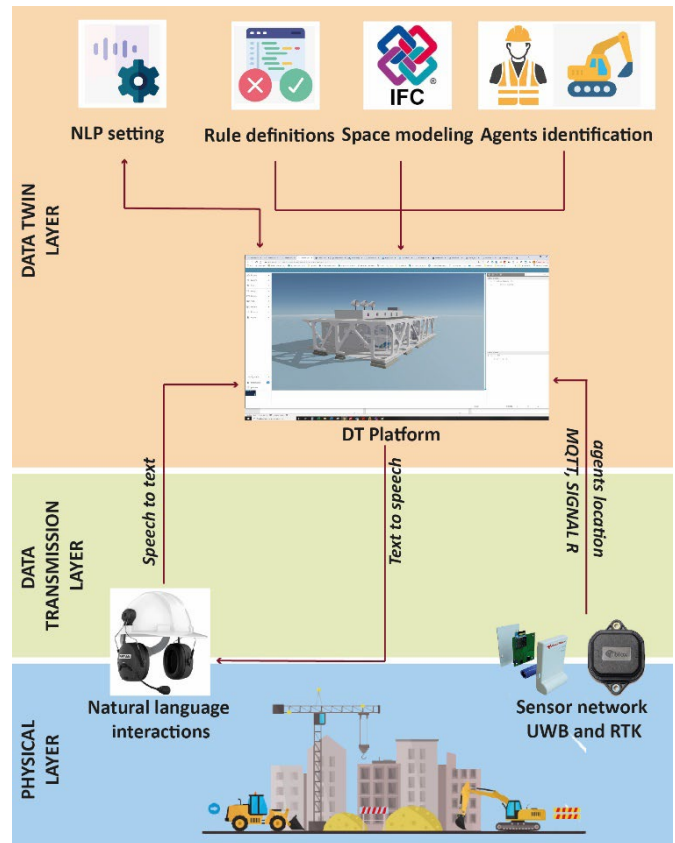 IFC
®
NLP setting
Rule definitions
Space modeling
Agents identification
DATA TWIN
LAYER
DT Platform
Speech to text
Text to speech
agents location
MQTT, SIGNAL R
DATA
TRANSMISSION
LAYER
Natural language
interactions
Sensor network
UWB and RTK
PHYSICAL
LAYER